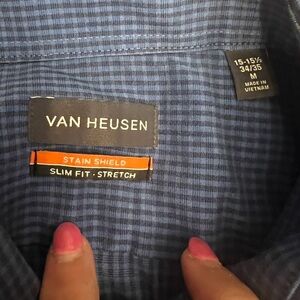 VAN HEUSEN
STAIN SHIELD
SLIM FIT · STRETCH
15-15½
34/35
M
MADE IN
VIETNAM